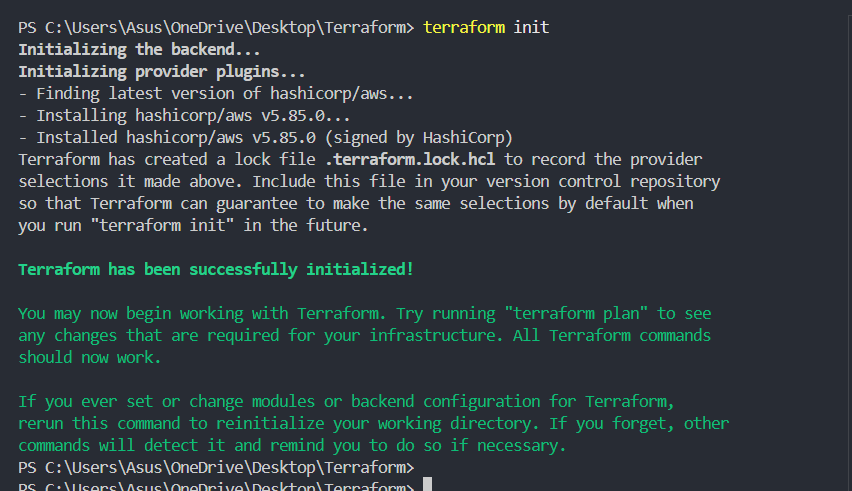 PS C:\Users\Asus\OneDrive\Desktop\Terraform> terraform init
Initializing the backend...
Initializing provider plugins...
- Finding latest version of hashicorp/aws...
- Installing hashicorp/aws v5.85.0...
- Installed hashicorp/aws v5.85.0 (signed by HashiCorp)
Terraform has created a lock file .terraform.lock.hcl to record the provider
selections it made above. Include this file in your version control repository
so that Terraform can guarantee to make the same selections by default when
you run "terraform init" in the future.
Terraform has been successfully initialized!
You may now begin working with Terraform. Try running "terraform plan" to see
any changes that are required for your infrastructure. All Terraform commands
should now work.
If you ever set or change modules or backend configuration for Terraform,
rerun this command to reinitialize your working directory. If you forget, other
commands will detect it and remind you to do so if necessary.
PS C:\Users\Asus\OneDrive\Desktop\Terraform>
PS C:\Users\Asus\OneDrive\Desktop\Terraform>